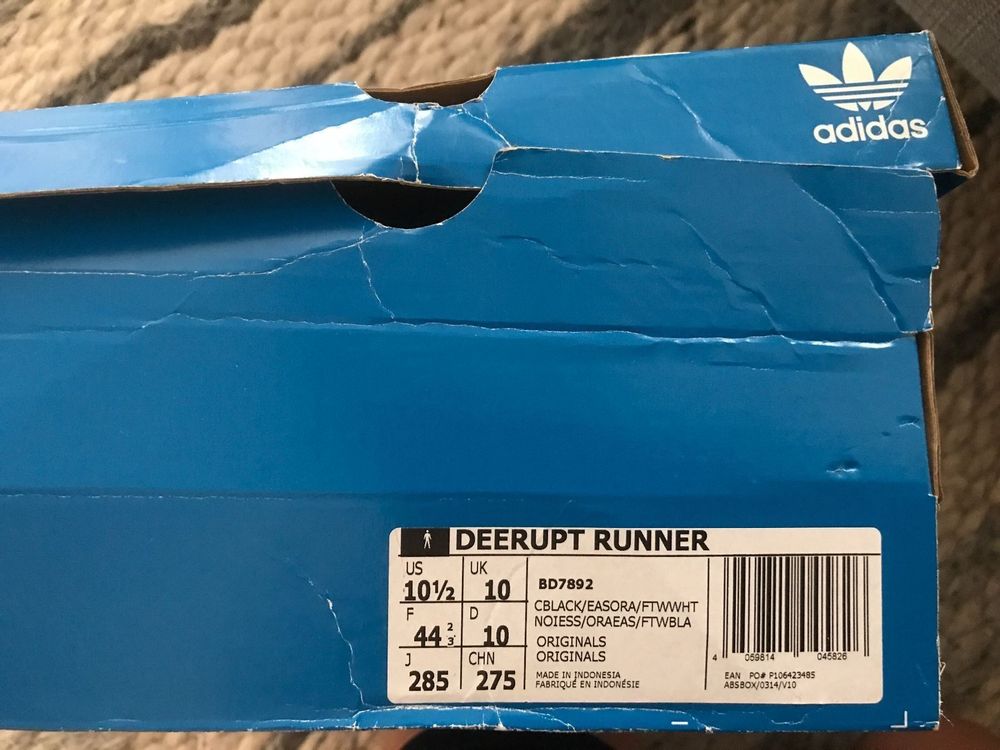 adidas
DEERUPT RUNNER
US
10½
UK
10
F
44 2/3
D
10
J
285
CHN
275
BD7892
CBLACK/EASORA/FTWWHT
NOIESS/ORAEAS/FTWBLA
ORIGINALS
ORIGINALS
MADE IN INDONESIA
FABRIQUÉ EN INDONÉSIE
4 059814 045826
EAN PO# P106423485
ABSBOX/0314/V10